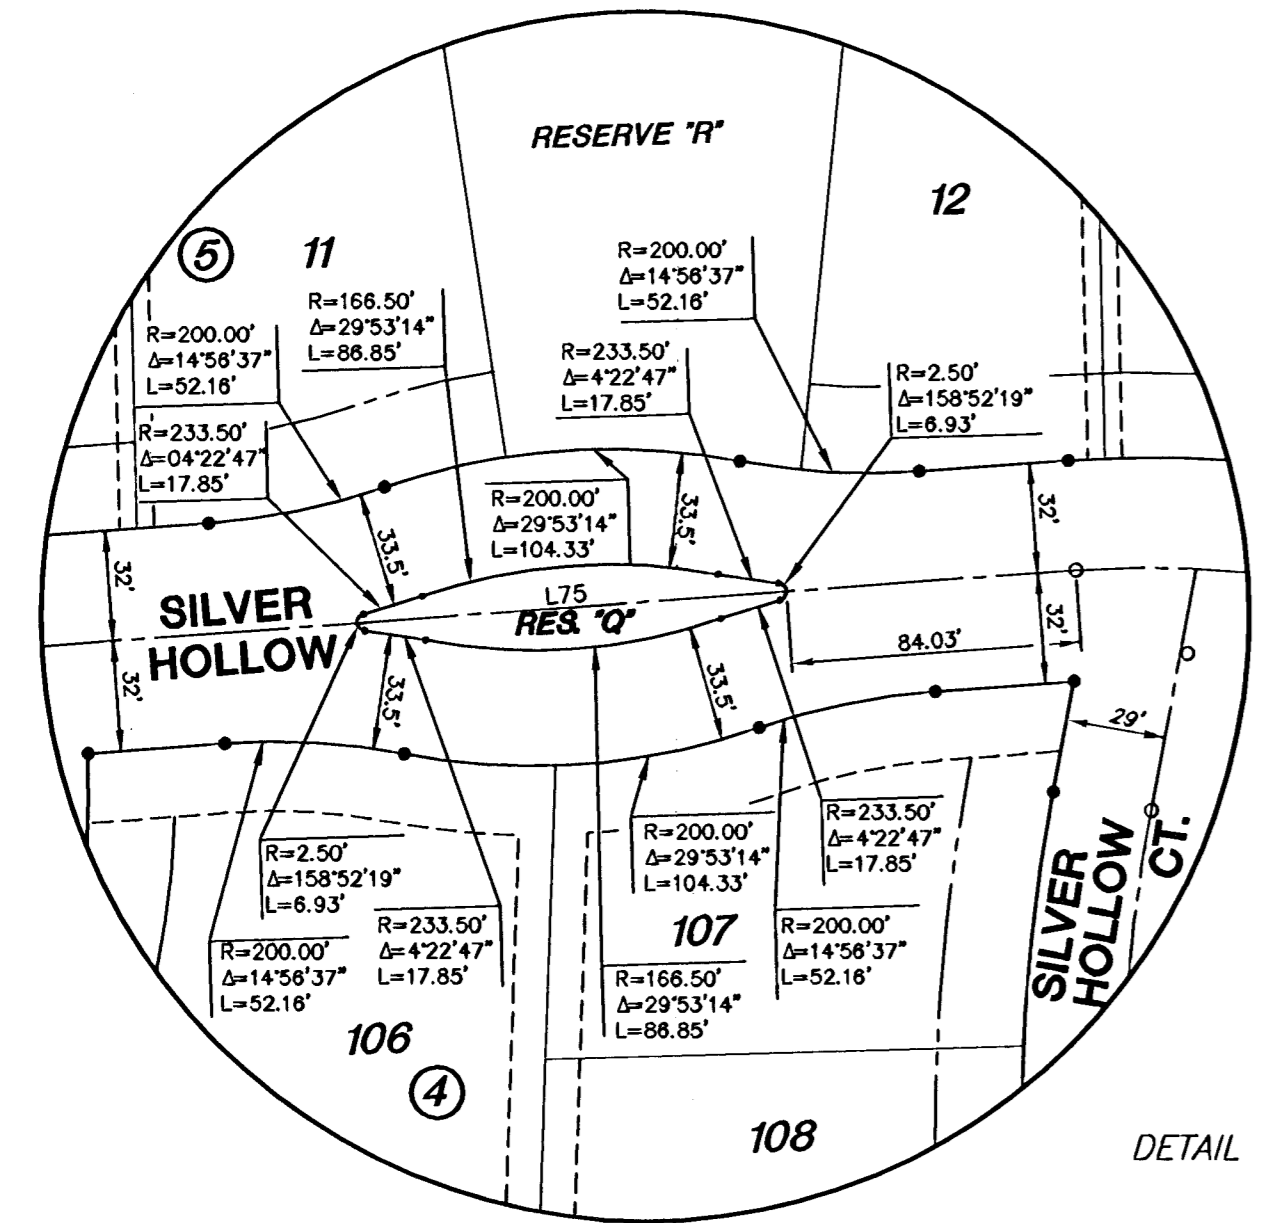 RESERVE "R"
12
5
11
R=200.00'
Δ=14°56'37"
L=52.16'
R=166.50'
Δ=29°53'14"
L=86.85'
R=200.00'
Δ=14°56'37"
L=52.16'
R=233.50'
Δ=4°22'47"
L=17.85'
R=2.50'
Δ=158°52'19"
L=6.93'
R=233.50'
Δ=04°22'47"
L=17.85'
R=200.00'
Δ=29°53'14"
L=104.33'
33.5'
33.5'
32'
32'
SILVER
HOLLOW
L75
RES. "Q"
32'
32'
84.03'
33.5'
33.5'
29'
R=2.50'
Δ=158°52'19"
L=6.93'
R=200.00'
Δ=29°53'14"
L=104.33'
R=233.50'
Δ=4°22'47"
L=17.85'
R=200.00'
Δ=14°56'37"
L=52.16'
R=233.50'
Δ=4°22'47"
L=17.85'
107
R=200.00'
Δ=14°56'37"
L=52.16'
R=166.50'
Δ=29°53'14"
L=86.85'
SILVER
HOLLOW
CT.
106
4
108
DETAIL